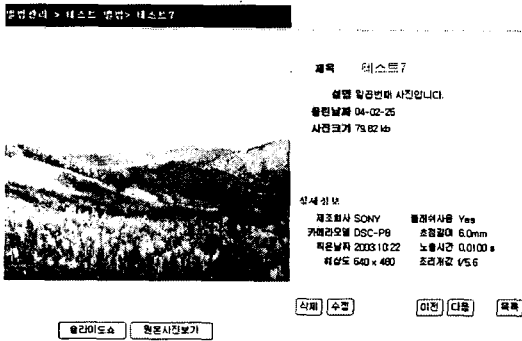 앨범관리 > 테스트 앨범> 테스트7
제목 테스트7
설명 일곱번째 사진입니다.
올린날짜 04-02-25
사진크기 79.82 kb
상세정보
제조회사 SONY 플래쉬사용 Yes
카메라모델 DSC-P8 초점길이 6.0mm
찍은날짜 2003:10:22 노출시간 0.0100 s
해상도 640 x 480 조리개값 f/5.6
삭제 수정 이전 다음 목록
슬라이드쇼 원본사진보기